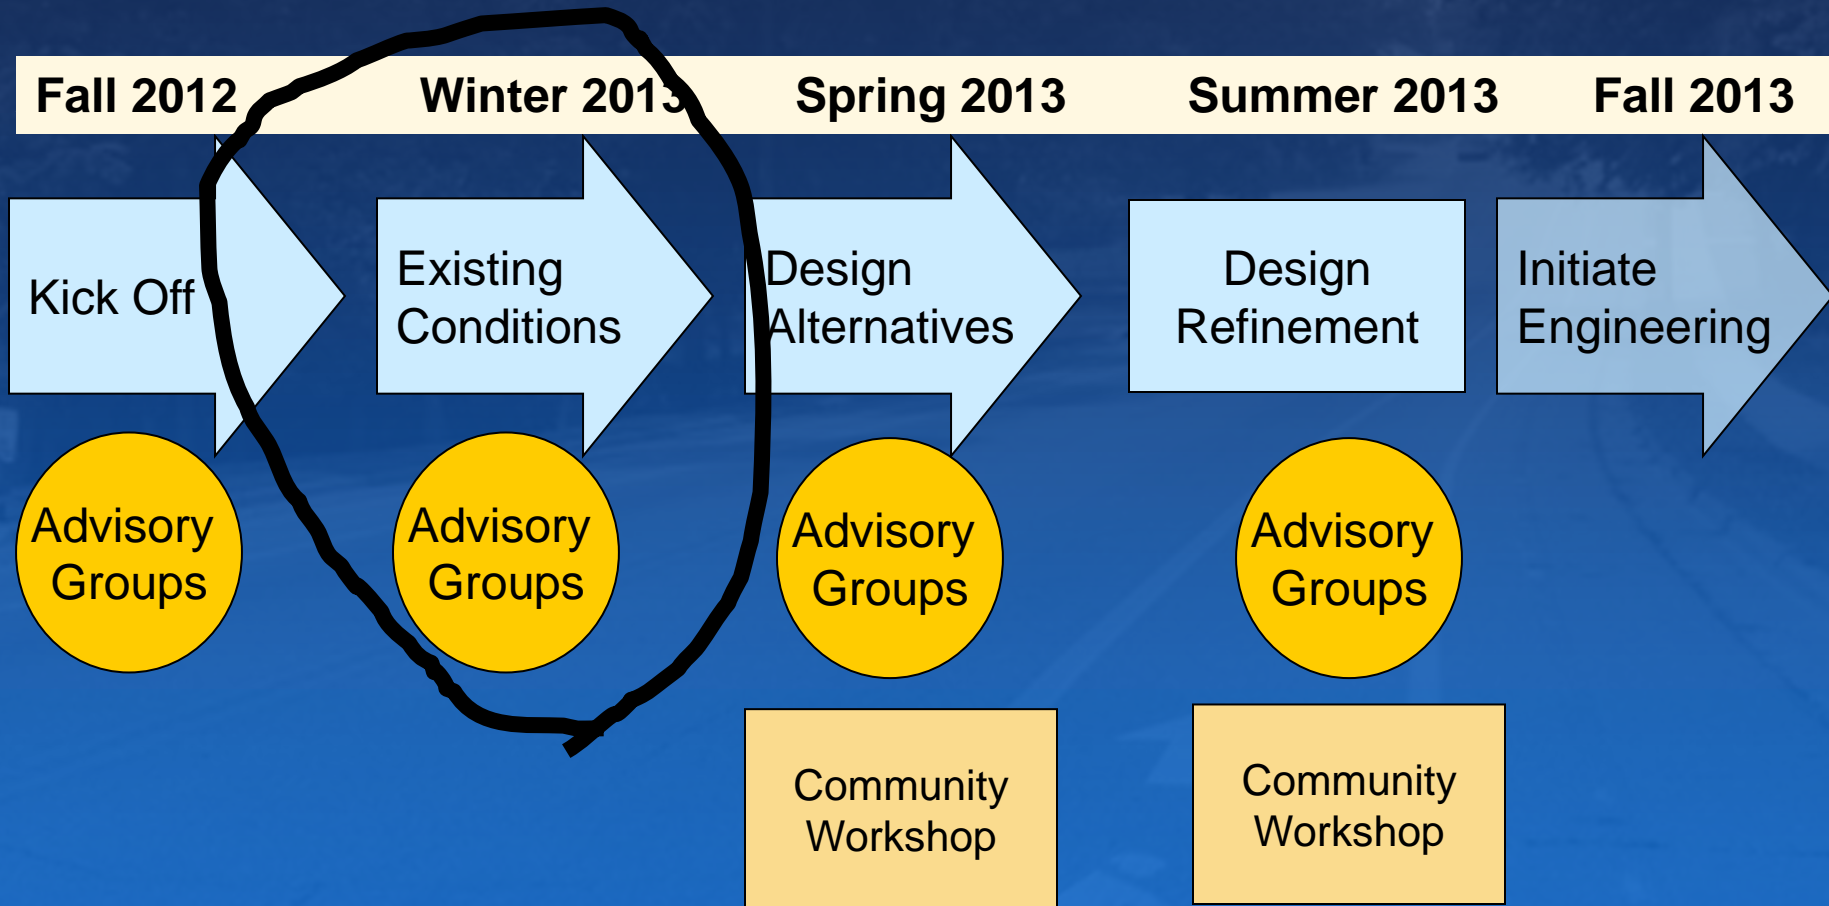 Fall 2012 Winter 2013 Spring 2013 Summer 2013 Fall 2013
Kick Off
Existing
Conditions
Design
Alternatives
Design
Refinement
Initiate
Engineering
Advisory
Groups
Advisory
Groups
Advisory
Groups
Advisory
Groups
Community
Workshop
Community
Workshop